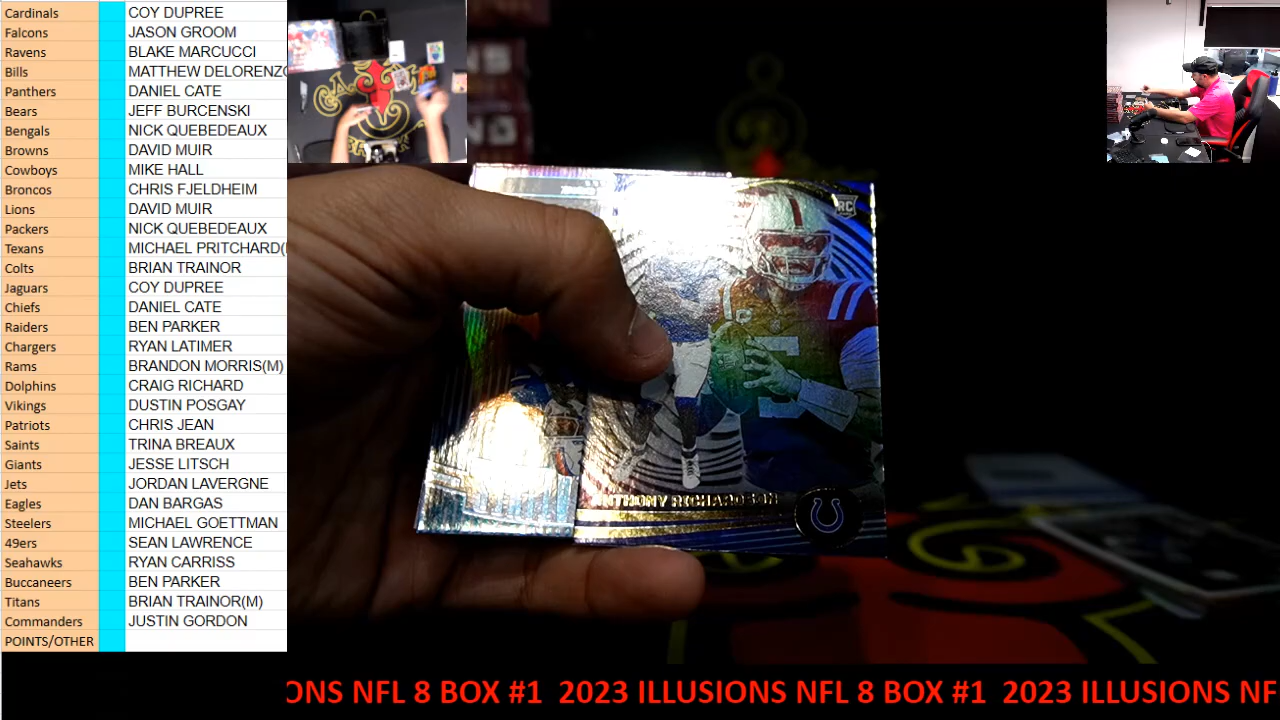 Cardinals COY DUPREE
Falcons JASON GROOM
Ravens BLAKE MARCUCCI
Bills MATTHEW DELORENZO
Panthers DANIEL CATE
Bears JEFF BURCENSKI
Bengals NICK QUEBEDEAUX
Browns DAVID MUIR
Cowboys MIKE HALL
Broncos CHRIS FJELDHEIM
Lions DAVID MUIR
Packers NICK QUEBEDEAUX
Texans MICHAEL PRITCHARD(
Colts BRIAN TRAINOR
Jaguars COY DUPREE
Chiefs DANIEL CATE
Raiders BEN PARKER
Chargers RYAN LATIMER
Rams BRANDON MORRIS(M)
Dolphins CRAIG RICHARD
Vikings DUSTIN POSGAY
Patriots CHRIS JEAN
Saints TRINA BREAUX
Giants JESSE LITSCH
Jets JORDAN LAVERGNE
Eagles DAN BARGAS
Steelers MICHAEL GOETTMAN
49ers SEAN LAWRENCE
Seahawks RYAN CARRISS
Buccaneers BEN PARKER
Titans BRIAN TRAINOR(M)
Commanders JUSTIN GORDON
POINTS/OTHER
RC
ANTHONY RICHARDSON
ONS NFL 8 BOX #1 2023 ILLUSIONS NFL 8 BOX #1 2023 ILLUSIONS NF